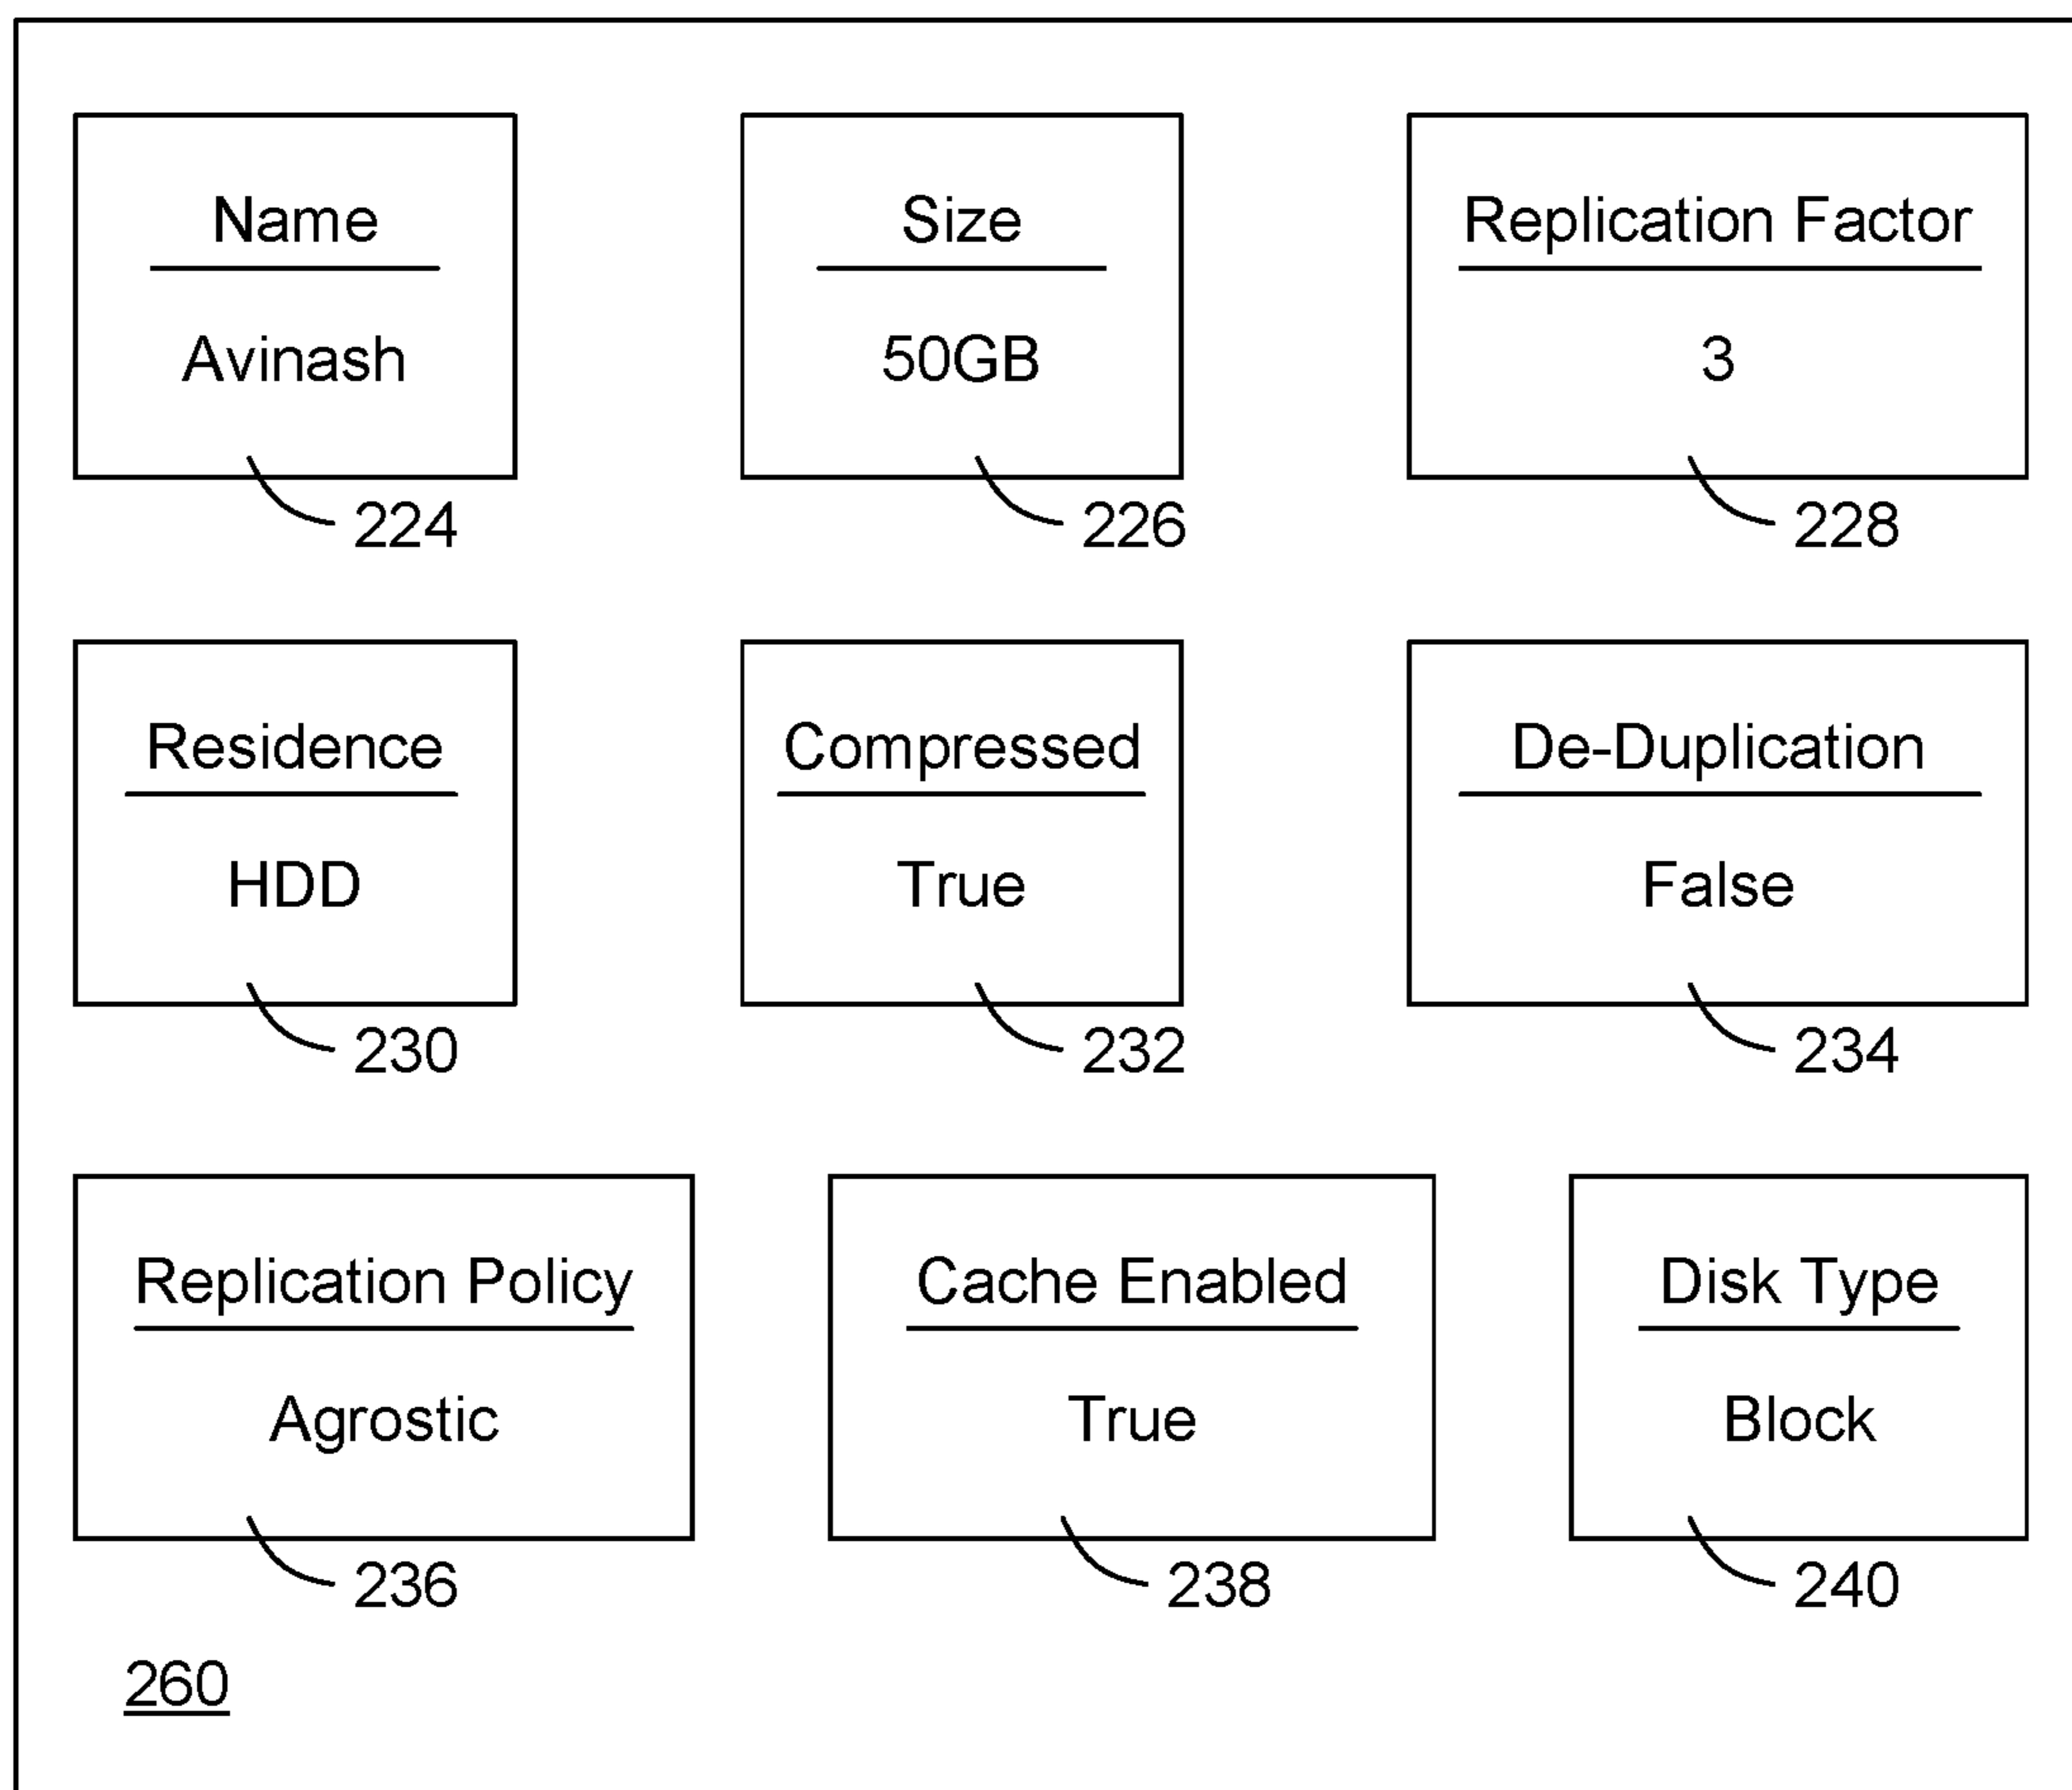 Name
Avinash
224
Size
50GB
226
Replication Factor
3
228
Residence
HDD
230
Compressed
True
232
De-Duplication
False
234
Replication Policy
Agrostic
236
Cache Enabled
True
238
Disk Type
Block
240
260